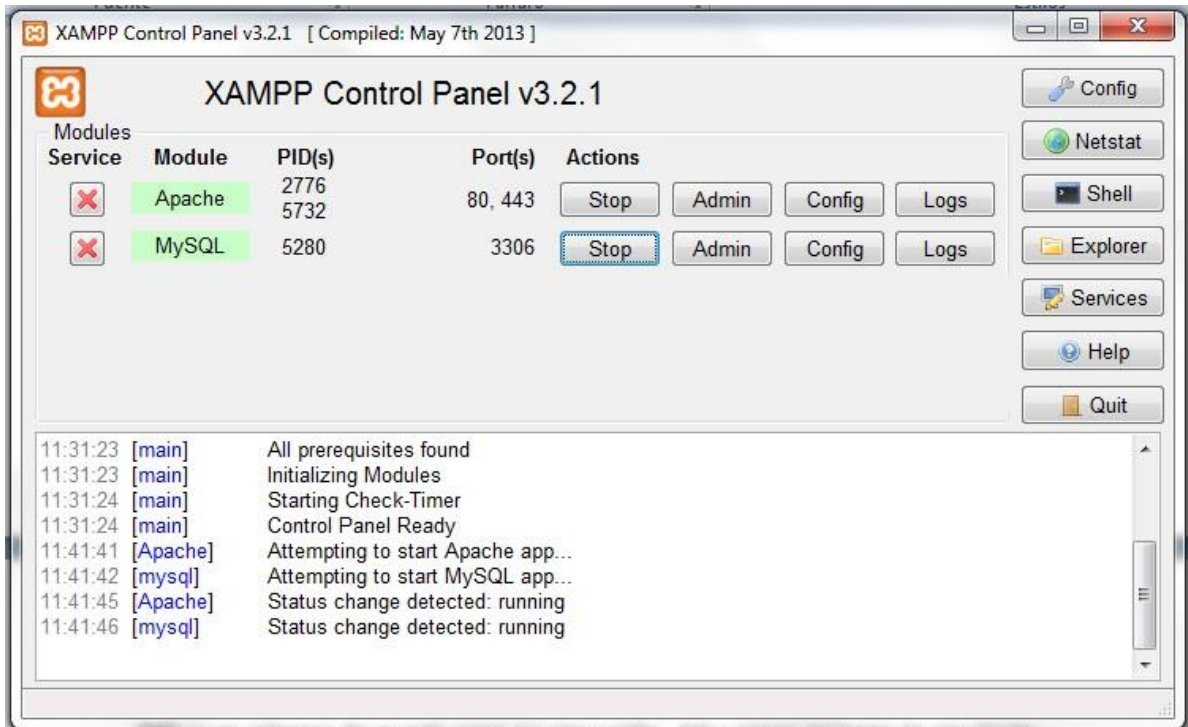 XAMPP Control Panel v3.2.1 [ Compiled: May 7th 2013 ]
XAMPP Control Panel v3.2.1
Config
Modules
Service Module PID(s) Port(s) Actions
Netstat
Apache 2776 5732 80, 443 Stop Admin Config Logs
Shell
MySQL 5280 3306 Stop Admin Config Logs
Explorer
Services
Help
Quit
11:31:23 [main] All prerequisites found
11:31:23 [main] Initializing Modules
11:31:24 [main] Starting Check-Timer
11:31:24 [main] Control Panel Ready
11:41:41 [Apache] Attempting to start Apache app...
11:41:42 [mysql] Attempting to start MySQL app...
11:41:45 [Apache] Status change detected: running
11:41:46 [mysql] Status change detected: running